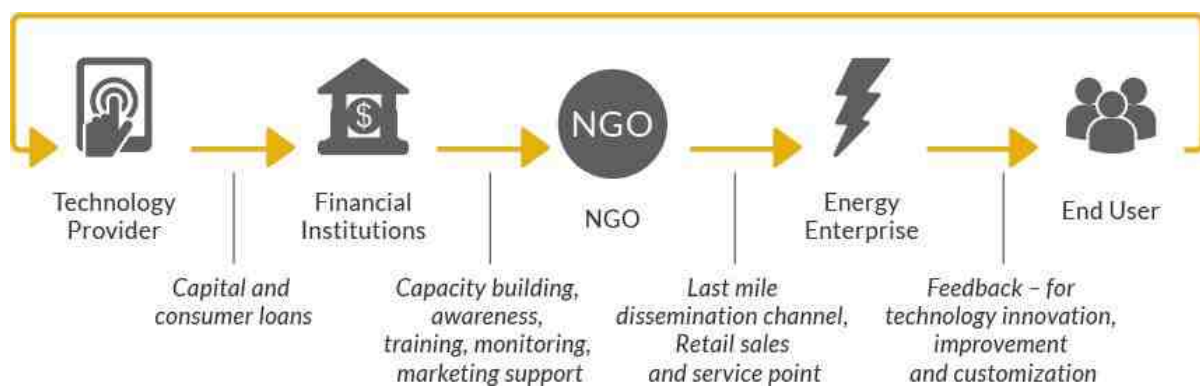 $
NGO
Technology
Provider
Financial
Institutions
NGO
Energy
Enterprise
End User
Capital and
consumer loans
Capacity building,
awareness,
training, monitoring,
marketing support
Last mile
dissemination channel,
Retail sales
and service point
Feedback – for
technology innovation,
improvement
and customization